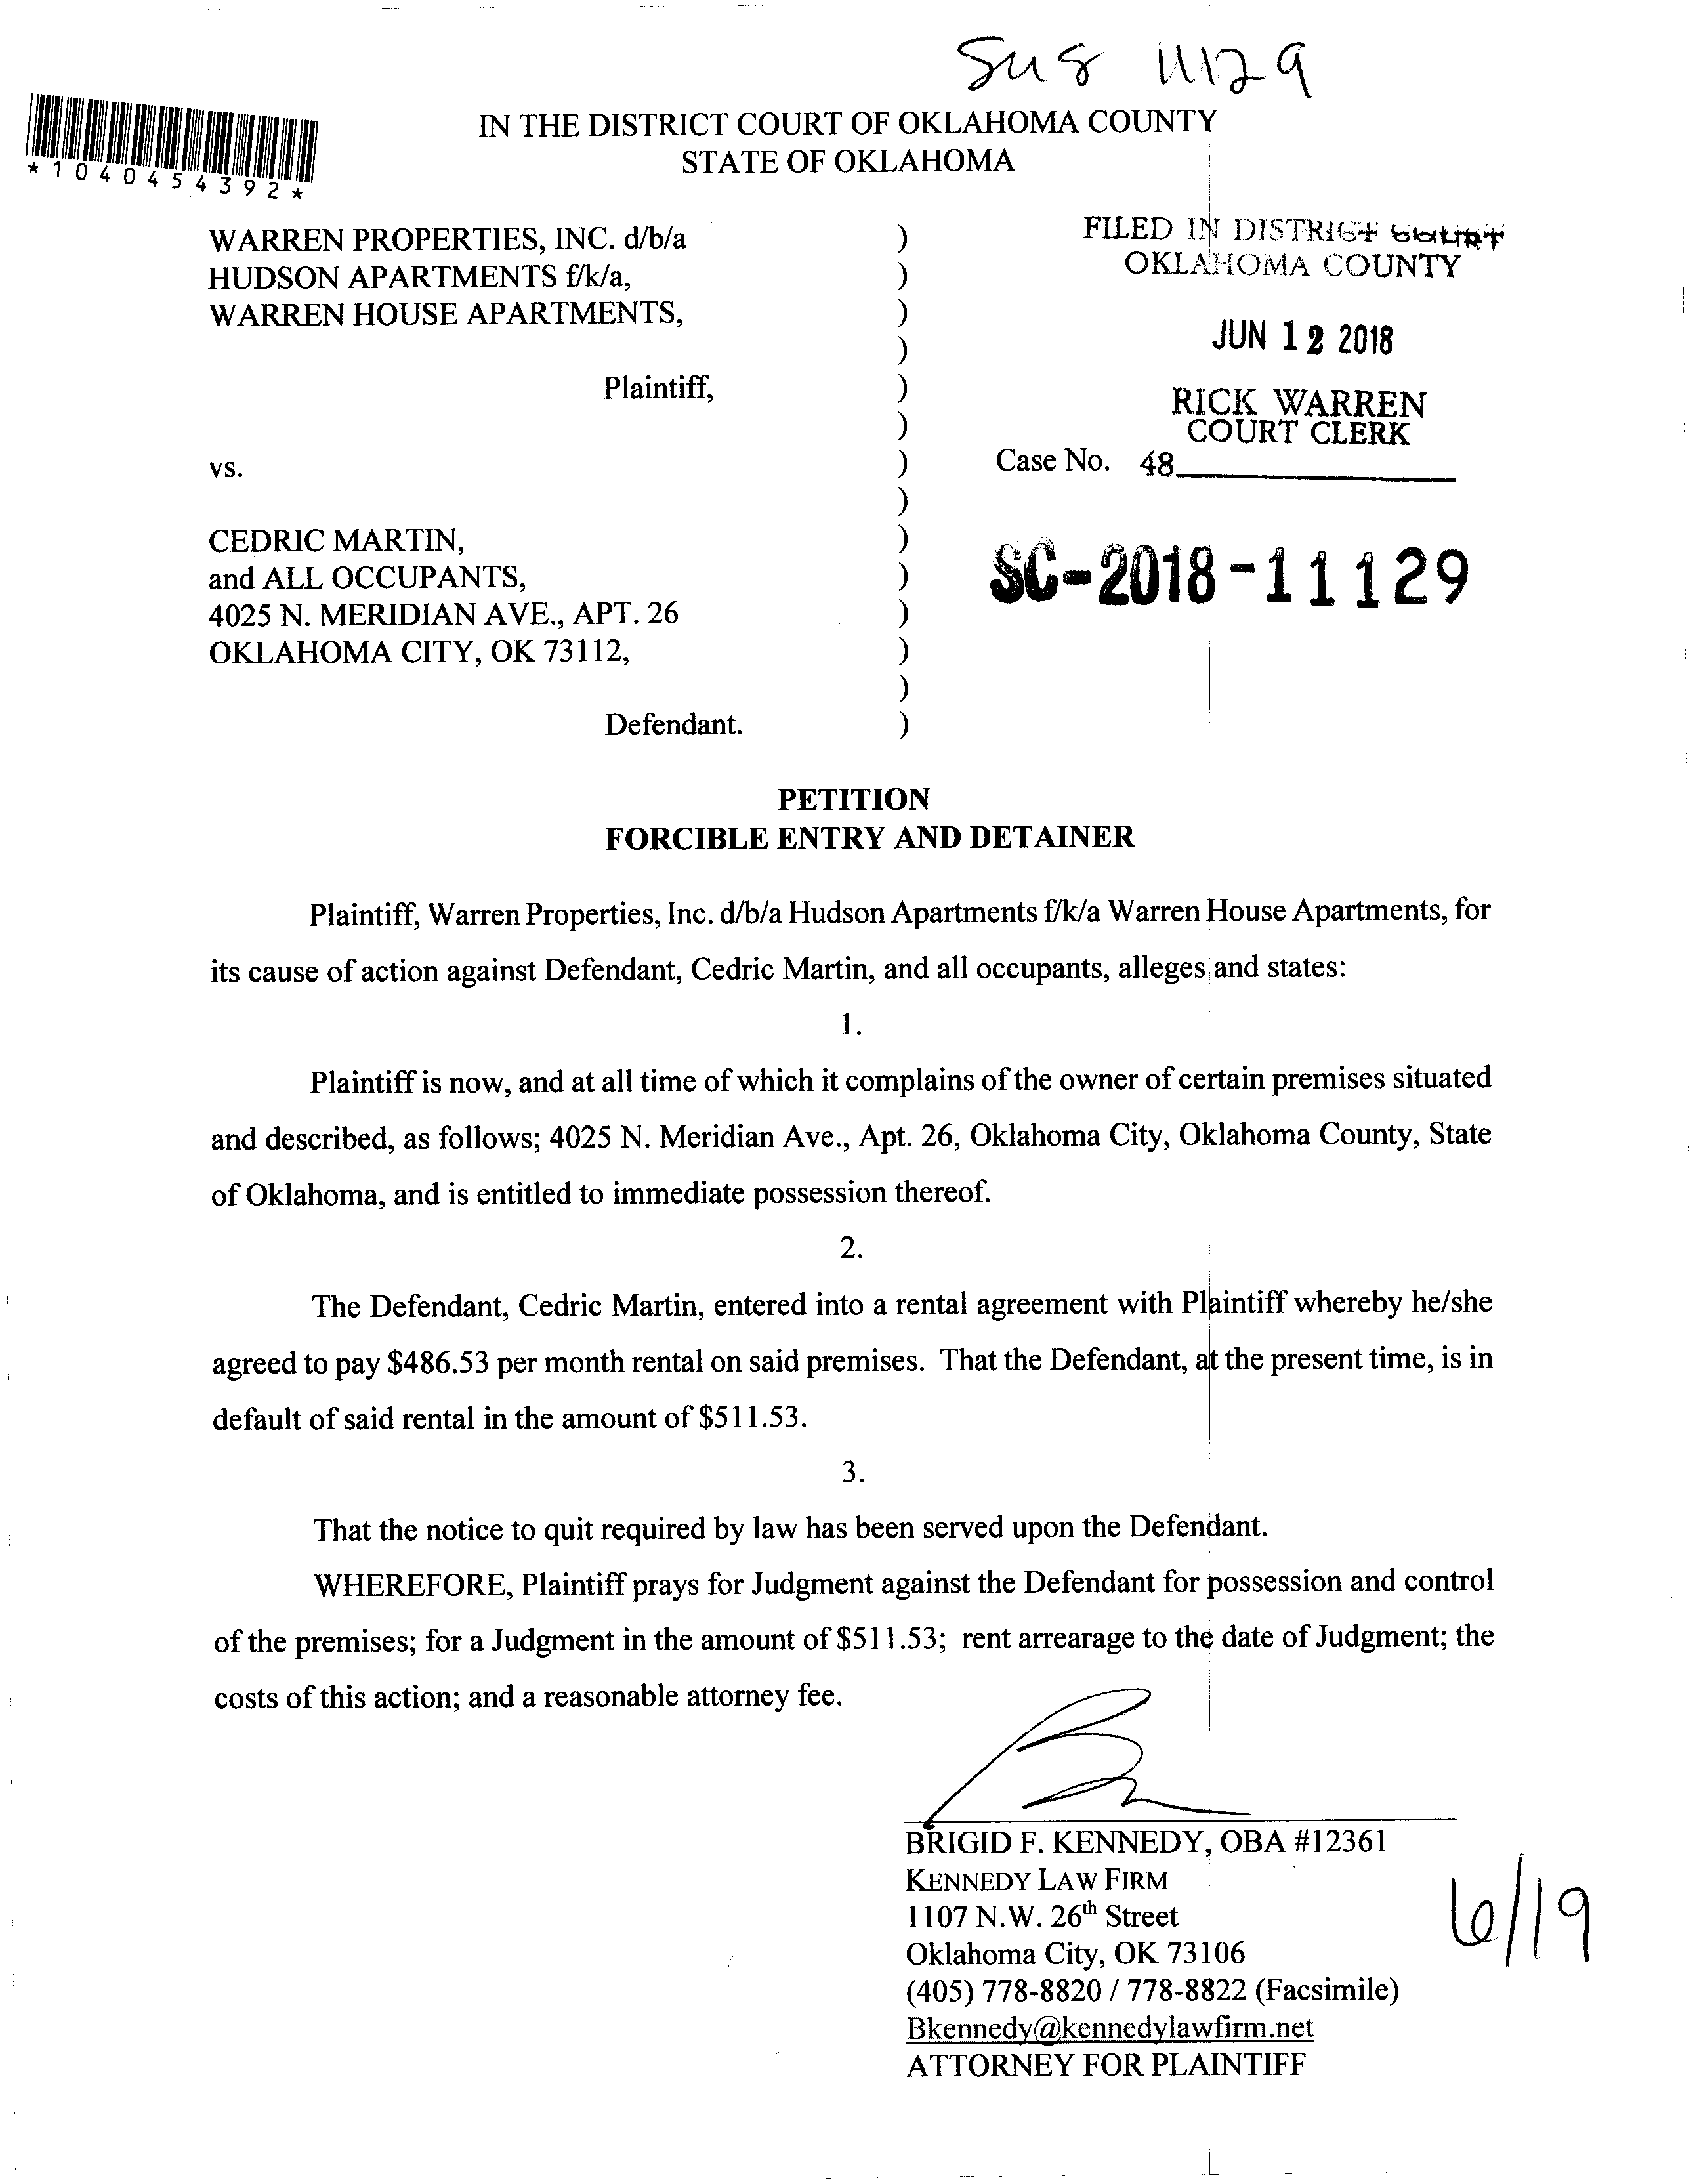 SC 18 11129
IN THE DISTRICT COURT OF OKLAHOMA COUNTY
STATE OF OKLAHOMA
*1040454392*
WARREN PROPERTIES, INC. d/b/a )
HUDSON APARTMENTS f/k/a, )
WARREN HOUSE APARTMENTS, )
)
Plaintiff, )
)
vs. )
)
CEDRIC MARTIN, )
and ALL OCCUPANTS, )
4025 N. MERIDIAN AVE., APT. 26 )
OKLAHOMA CITY, OK 73112, )
)
Defendant. )
FILED IN DISTRICT COURT
OKLAHOMA COUNTY
JUN 12 2018
RICK WARREN
COURT CLERK
Case No. 48
SC-2018-11129
PETITION
FORCIBLE ENTRY AND DETAINER
Plaintiff, Warren Properties, Inc. d/b/a Hudson Apartments f/k/a Warren House Apartments, for
its cause of action against Defendant, Cedric Martin, and all occupants, alleges and states:
1.
Plaintiff is now, and at all time of which it complains of the owner of certain premises situated
and described, as follows; 4025 N. Meridian Ave., Apt. 26, Oklahoma City, Oklahoma County, State
of Oklahoma, and is entitled to immediate possession thereof.
2.
The Defendant, Cedric Martin, entered into a rental agreement with Plaintiff whereby he/she
agreed to pay $486.53 per month rental on said premises. That the Defendant, at the present time, is in
default of said rental in the amount of $511.53.
3.
That the notice to quit required by law has been served upon the Defendant.
WHEREFORE, Plaintiff prays for Judgment against the Defendant for possession and control
of the premises; for a Judgment in the amount of $511.53; rent arrearage to the date of Judgment; the
costs of this action; and a reasonable attorney fee.
BRIGID F. KENNEDY, OBA #12361
KENNEDY LAW FIRM
1107 N.W. 26th Street
Oklahoma City, OK 73106
(405) 778-8820 / 778-8822 (Facsimile)
Bkennedy@kennedylawfirm.net
ATTORNEY FOR PLAINTIFF
6/19